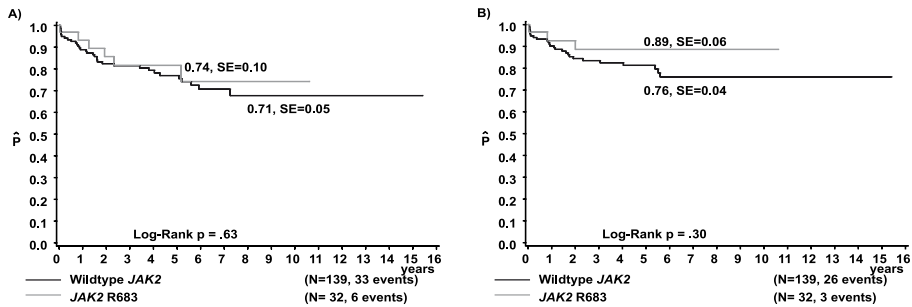 A)
1.0
0.9
0.8
0.7
0.6
0.5
0.4
0.3
0.2
0.1
0.0
P̂
0.74, SE=0.10
0.71, SE=0.05
Log-Rank p = .63
0 1 2 3 4 5 6 7 8 9 10 11 12 13 14 15 16
years
Wildtype JAK2 (N=139, 33 events)
JAK2 R683 (N= 32, 6 events)
B)
1.0
0.9
0.8
0.7
0.6
0.5
0.4
0.3
0.2
0.1
0.0
P̂
0.89, SE=0.06
0.76, SE=0.04
Log-Rank p = .30
0 1 2 3 4 5 6 7 8 9 10 11 12 13 14 15 16
years
Wildtype JAK2 (N=139, 26 events)
JAK2 R683 (N= 32, 3 events)